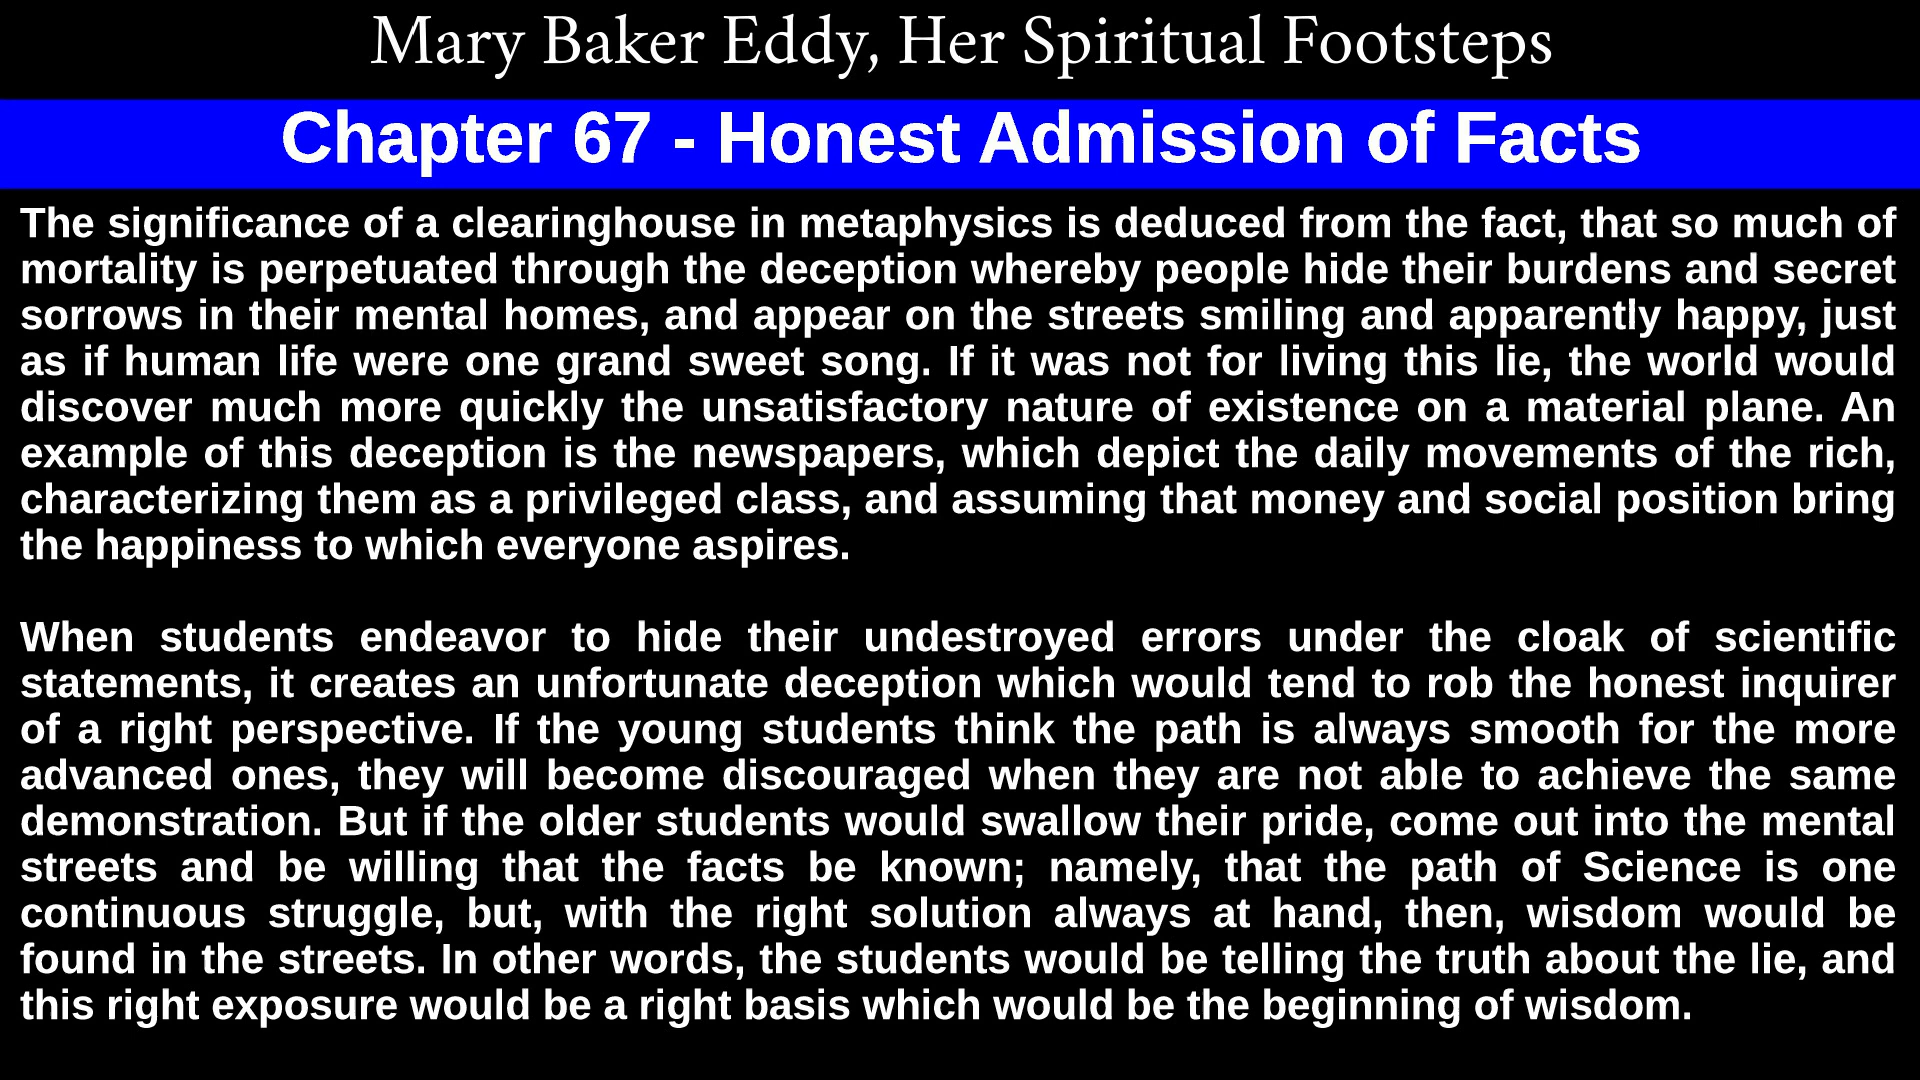 Mary Baker Eddy, Her Spiritual Footsteps
Chapter 67 - Honest Admission of Facts
The significance of a clearinghouse in metaphysics is deduced from the fact, that so much of
mortality is perpetuated through the deception whereby people hide their burdens and secret
sorrows in their mental homes, and appear on the streets smiling and apparently happy, just
as if human life were one grand sweet song. If it was not for living this lie, the world would
discover much more quickly the unsatisfactory nature of existence on a material plane. An
example of this deception is the newspapers, which depict the daily movements of the rich,
characterizing them as a privileged class, and assuming that money and social position bring
the happiness to which everyone aspires.
When students endeavor to hide their undestroyed errors under the cloak of scientific
statements, it creates an unfortunate deception which would tend to rob the honest inquirer
of a right perspective. If the young students think the path is always smooth for the more
advanced ones, they will become discouraged when they are not able to achieve the same
demonstration. But if the older students would swallow their pride, come out into the mental
streets and be willing that the facts be known; namely, that the path of Science is one
continuous struggle, but, with the right solution always at hand, then, wisdom would be
found in the streets. In other words, the students would be telling the truth about the lie, and
this right exposure would be a right basis which would be the beginning of wisdom.